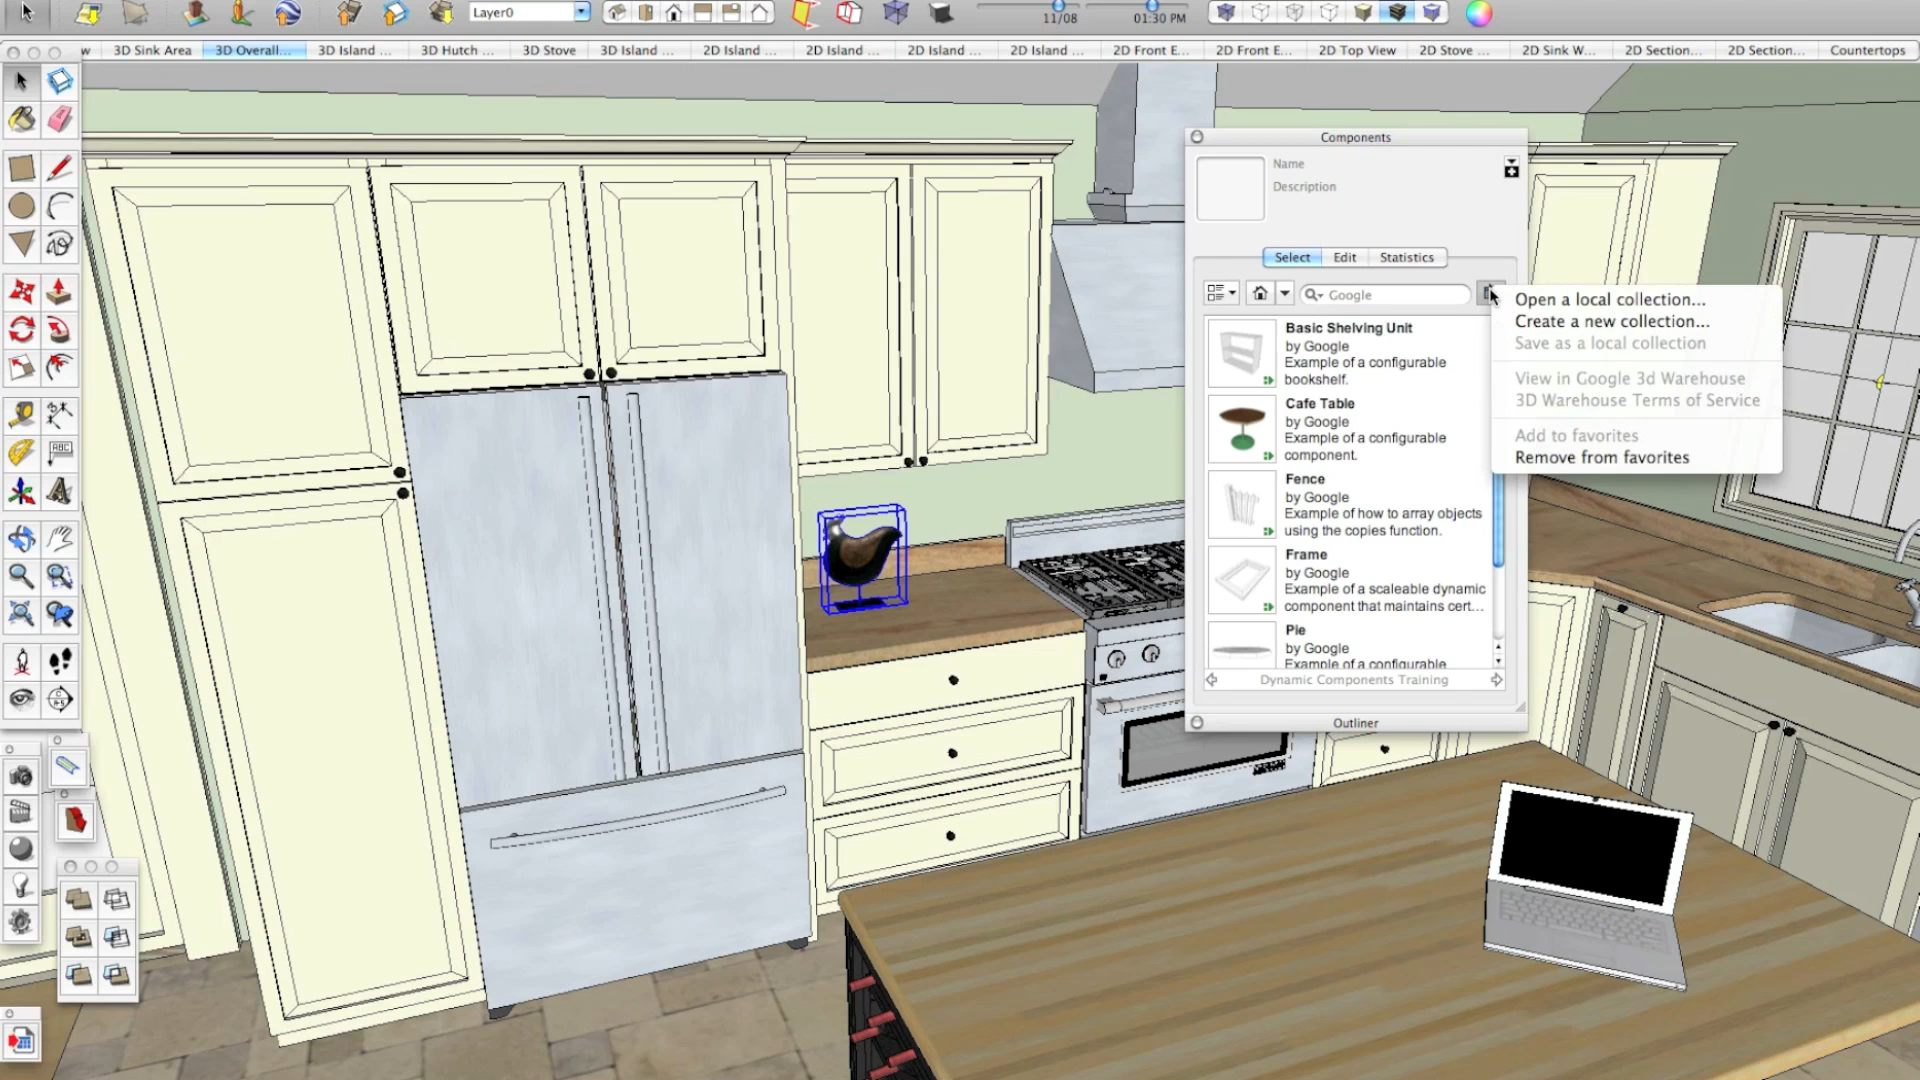 Layer0
11/08
01:30 PM
w
3D Sink Area
3D Overall...
3D Island ...
3D Hutch ...
3D Stove
3D Island ...
2D Island ...
2D Island ...
2D Island ...
2D Island ...
2D Front E...
2D Front E...
2D Top View
2D Stove ...
2D Sink W...
2D Section...
2D Section...
Countertops
ABC
Components
Name
Description
Select
Edit
Statistics
Google
Basic Shelving Unit
by Google
Example of a configurable
bookshelf.
Cafe Table
by Google
Example of a configurable
component.
Fence
by Google
Example of how to array objects
using the copies function.
Frame
by Google
Example of a scaleable dynamic
component that maintains cert...
Pie
by Google
Example of a configurable
Dynamic Components Training
Outliner
Open a local collection...
Create a new collection...
Save as a local collection
View in Google 3d Warehouse
3D Warehouse Terms of Service
Add to favorites
Remove from favorites